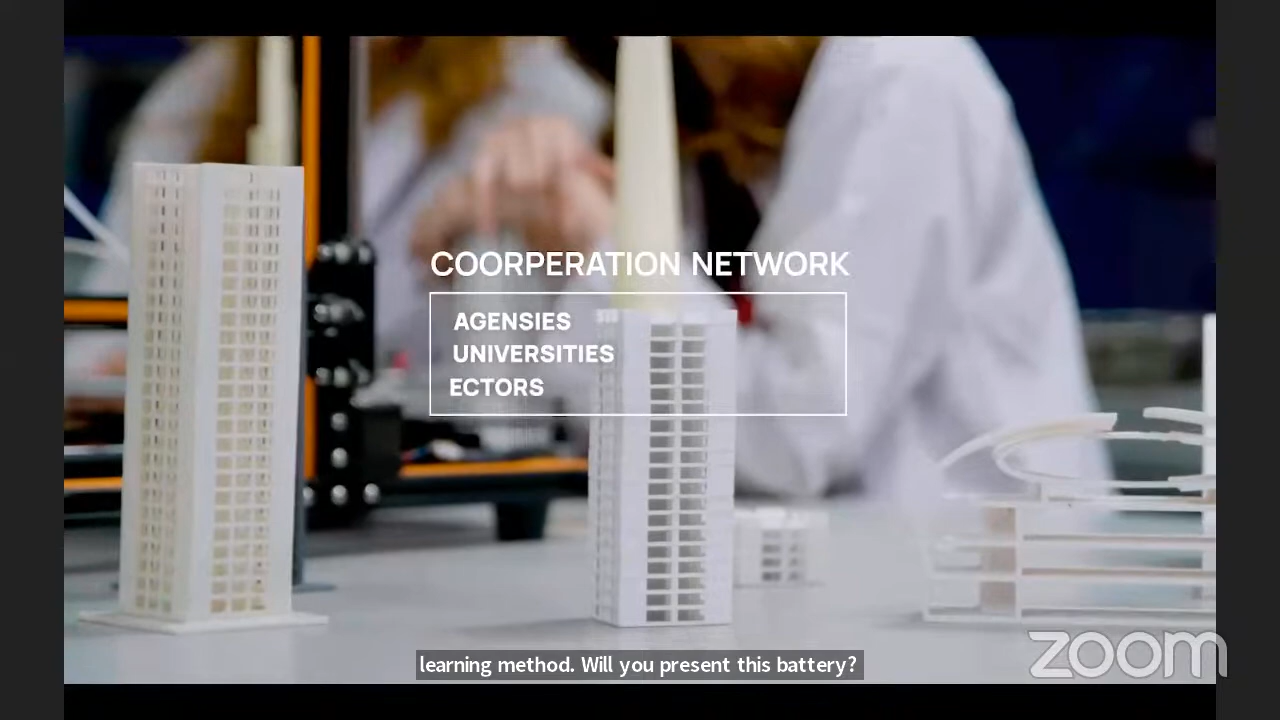 COORPERATION NETWORK
AGENSIES
UNIVERSITIES
ECTORS
learning method. Will you present this battery?
zoom